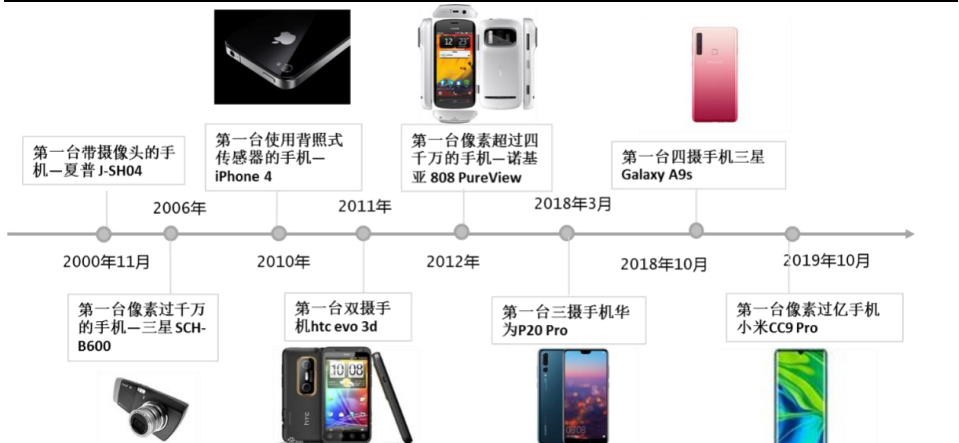 第一台带摄像头的手
机—夏普 J-SH04
第一台使用背照式
传感器的手机—
iPhone 4
第一台像素超过四
千万的手机—诺基
亚 808 PureView
第一台四摄手机三星
Galaxy A9s
2006年
2011年
2018年3月
2000年11月
2010年
2012年
2018年10月
2019年10月
第一台像素过千万
的手机—三星 SCH-
B600
第一台双摄手
机htc evo 3d
第一台三摄手机华
为P20 Pro
第一台像素过亿手机
小米CC9 Pro